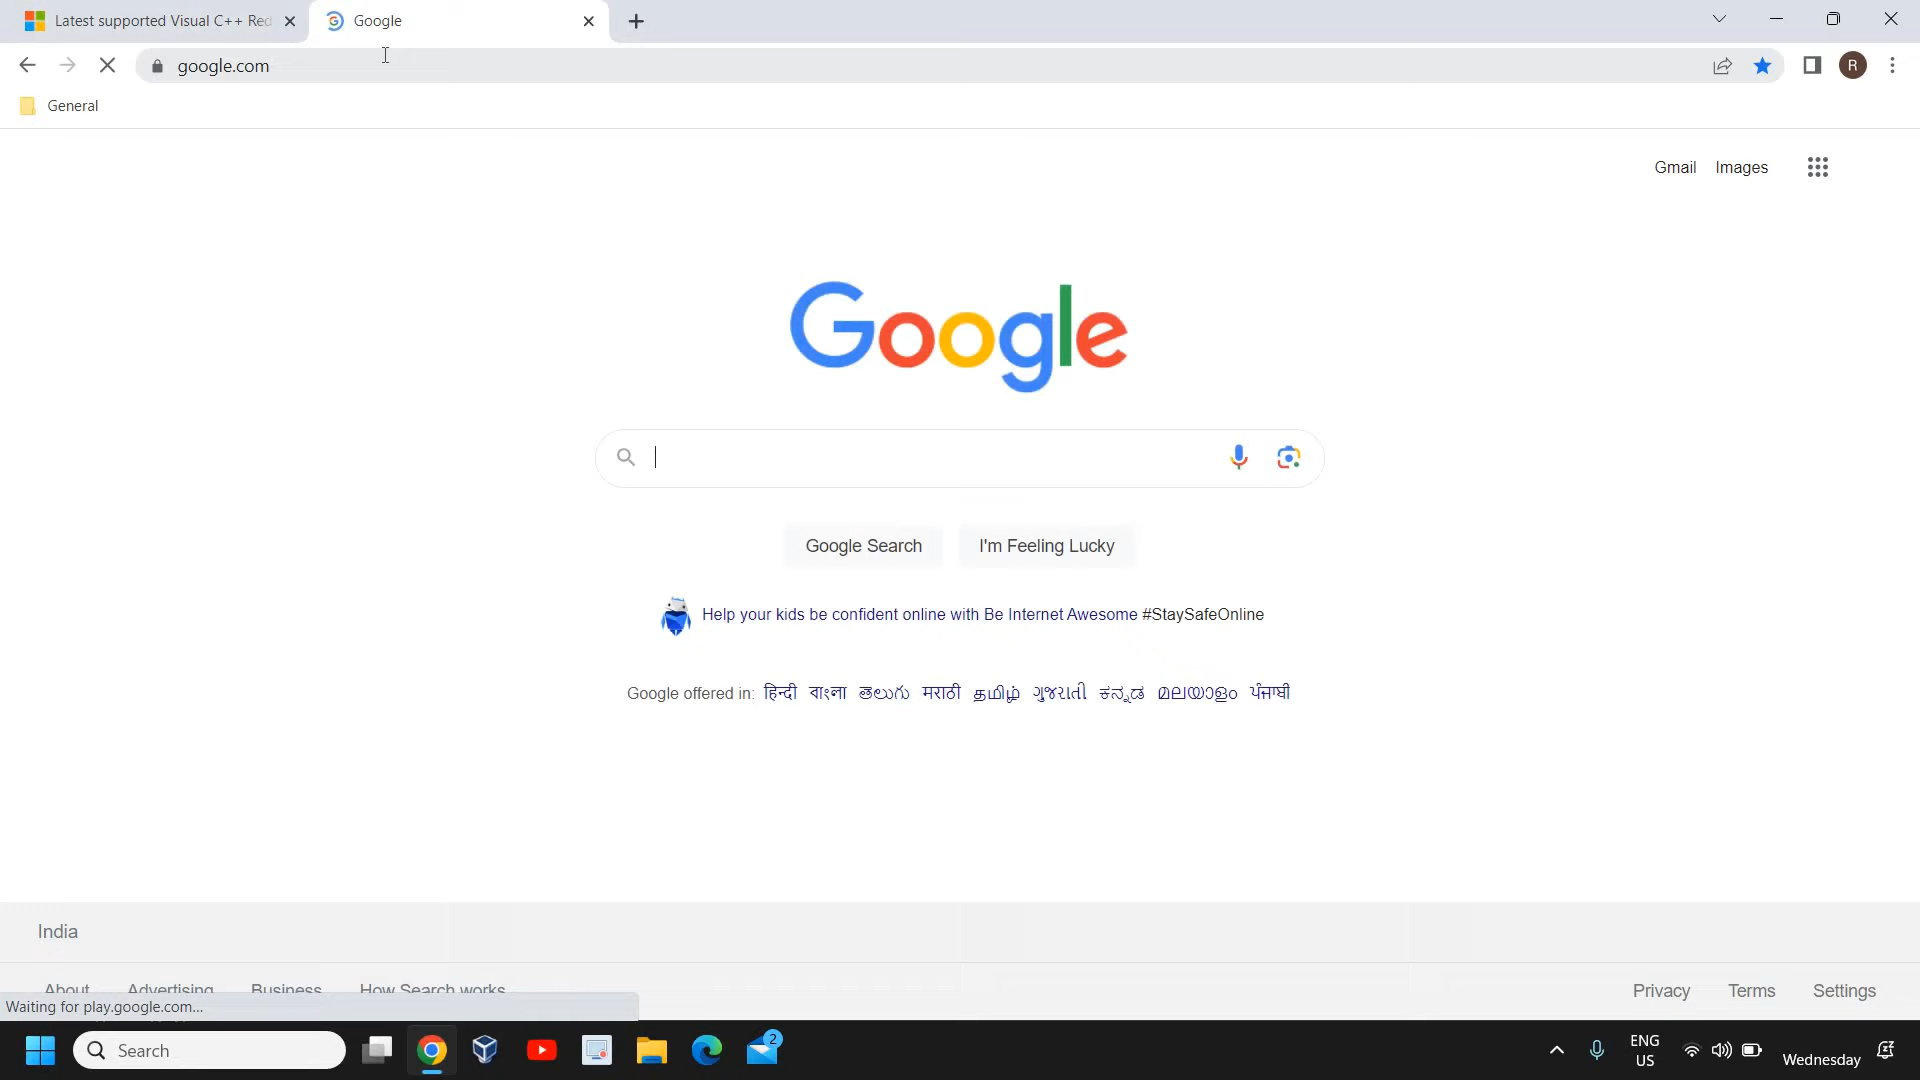 Latest supported Visual C++ Red
Google
google.com
General
Gmail Images
Google
Google Search
I'm Feeling Lucky
Help your kids be confident online with Be Internet Awesome #StaySafeOnline
Google offered in: हिन्दी বাংলা తెలుగు मराठी தமிழ் ગુજરાતી ಕನ್ನಡ മലയാളം ਪੰਜਾਬੀ
India
About Advertising Business How Search works
Privacy Terms Settings
Waiting for play.google.com...
Search
2
ENG
US
Wednesday
R